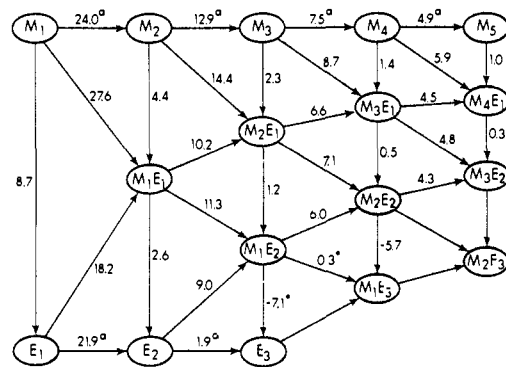 M₁ 24.0ᵃ M₂ 12.9ᵃ M₃ 7.5ᵃ M₄ 4.9ᵃ M₅
27.6 4.4 14.4 2.3 8.7 1.4 5.9 1.0
M₂E₁ 6.6 M₃E₁ 4.5 M₄E₁
8.7 M₁E₁ 10.2 7.1 0.5 4.8 0.3
11.3 1.2 M₂E₂ 4.3 M₃E₂
18.2 2.6 9.0 M₁E₂ 6.0 0.3* -5.7 M₂E₃
-7.1* M₁E₃
E₁ 21.9ᵃ E₂ 1.9ᵃ E₃